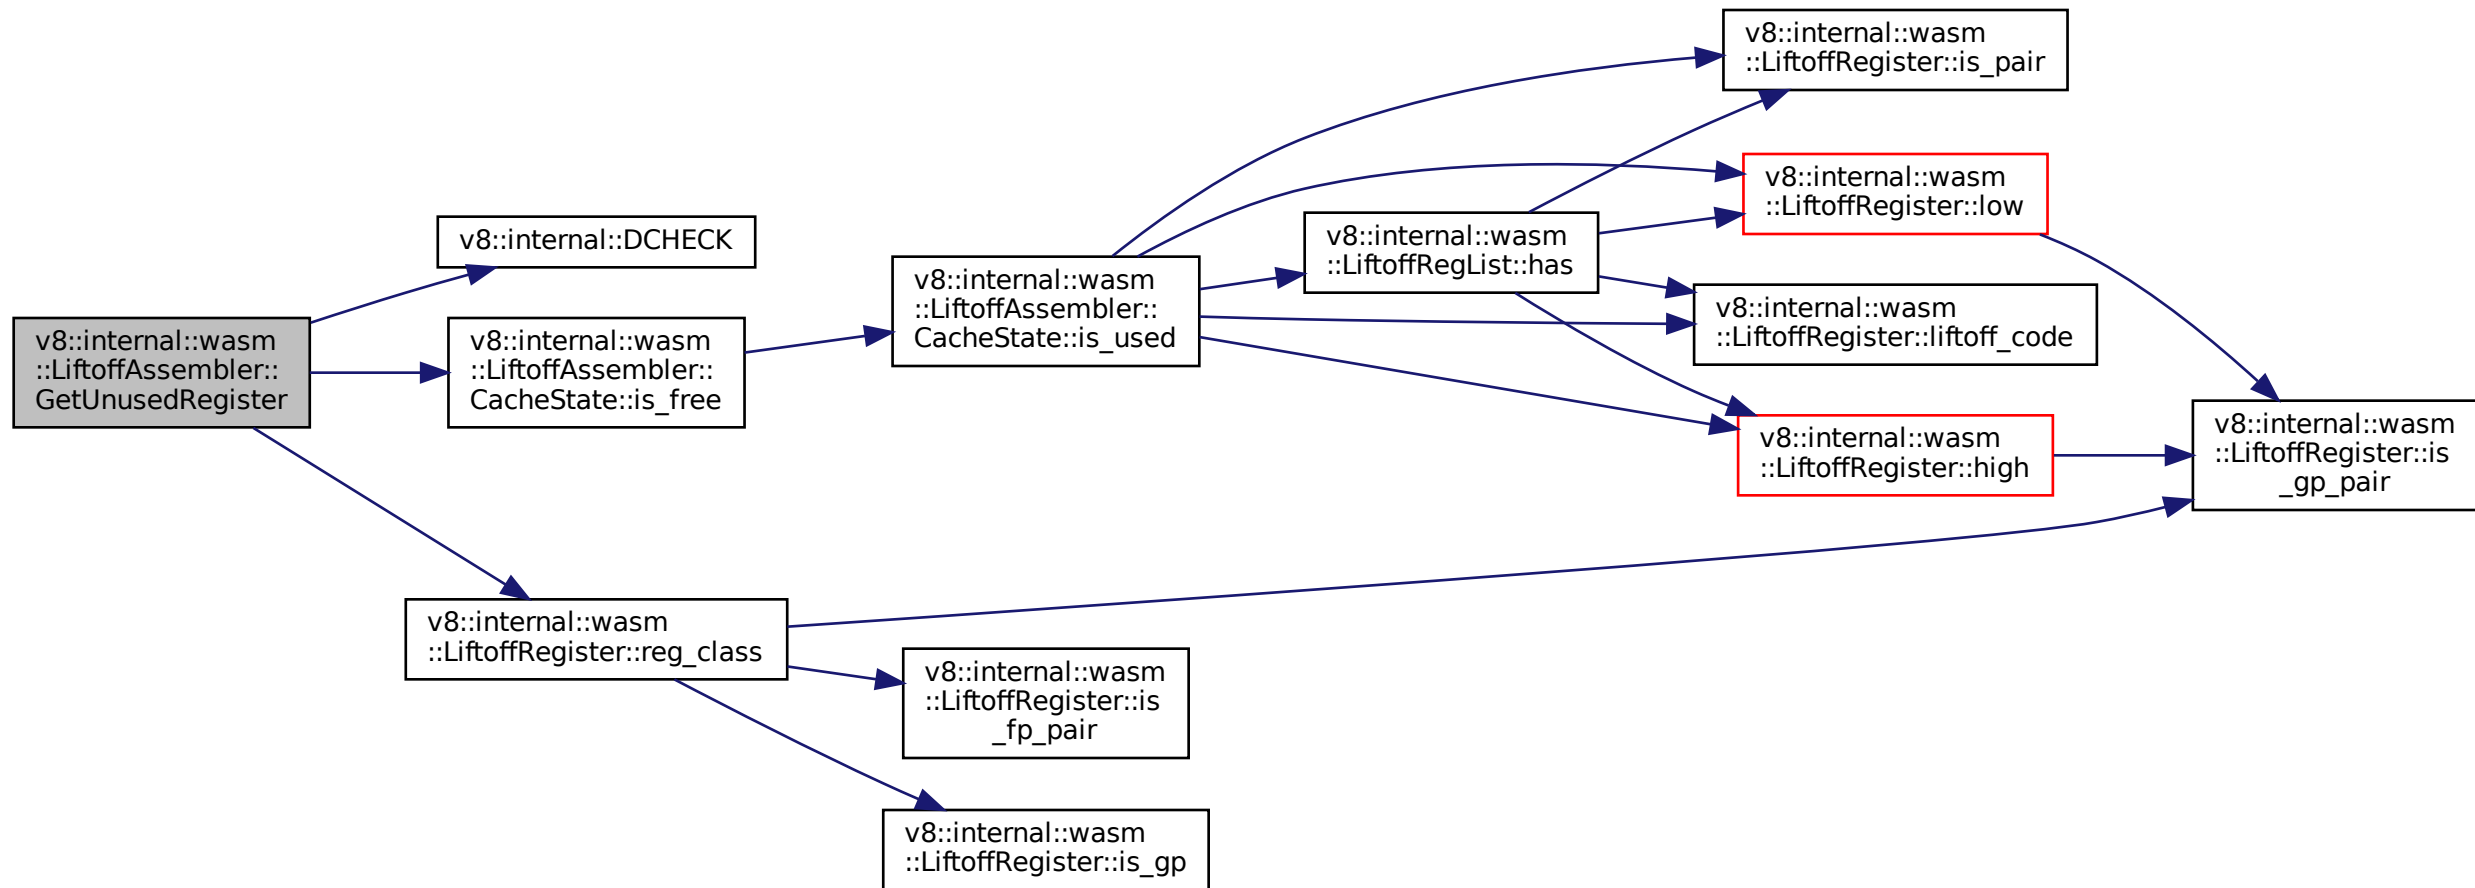 v8::internal::wasm
::LiftoffAssembler::
GetUnusedRegister
v8::internal::DCHECK
v8::internal::wasm
::LiftoffAssembler::
CacheState::is_free
v8::internal::wasm
::LiftoffRegister::reg_class
v8::internal::wasm
::LiftoffAssembler::
CacheState::is_used
v8::internal::wasm
::LiftoffRegister::is
_fp_pair
v8::internal::wasm
::LiftoffRegister::is_gp
v8::internal::wasm
::LiftoffRegList::has
v8::internal::wasm
::LiftoffRegister::is_pair
v8::internal::wasm
::LiftoffRegister::low
v8::internal::wasm
::LiftoffRegister::liftoff_code
v8::internal::wasm
::LiftoffRegister::high
v8::internal::wasm
::LiftoffRegister::is
_gp_pair